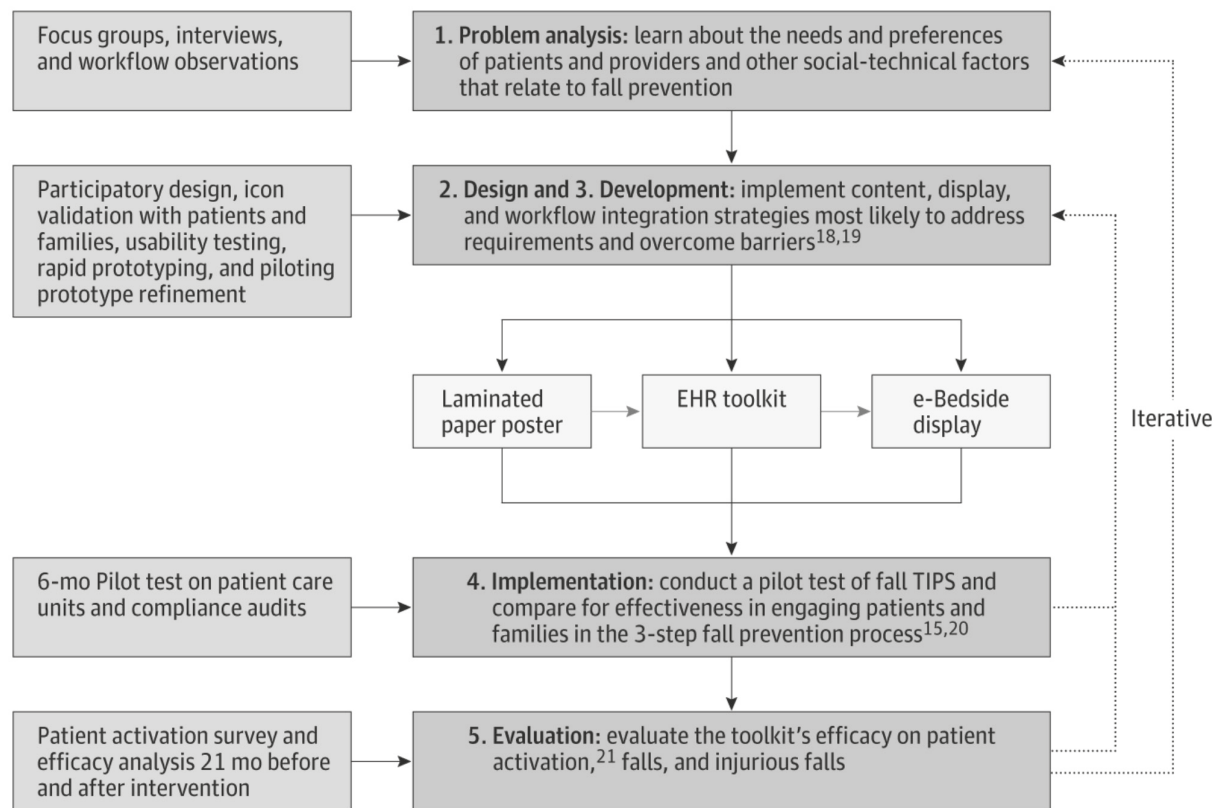 Focus groups, interviews,
and workflow observations
1. Problem analysis: learn about the needs and preferences
of patients and providers and other social-technical factors
that relate to fall prevention
Participatory design, icon
validation with patients and
families, usability testing,
rapid prototyping, and piloting
prototype refinement
2. Design and 3. Development: implement content, display,
and workflow integration strategies most likely to address
requirements and overcome barriers18,19
Laminated
paper poster
EHR toolkit
e-Bedside
display
Iterative
6-mo Pilot test on patient care
units and compliance audits
4. Implementation: conduct a pilot test of fall TIPS and
compare for effectiveness in engaging patients and
families in the 3-step fall prevention process15,20
Patient activation survey and
efficacy analysis 21 mo before
and after intervention
5. Evaluation: evaluate the toolkit's efficacy on patient
activation,21 falls, and injurious falls